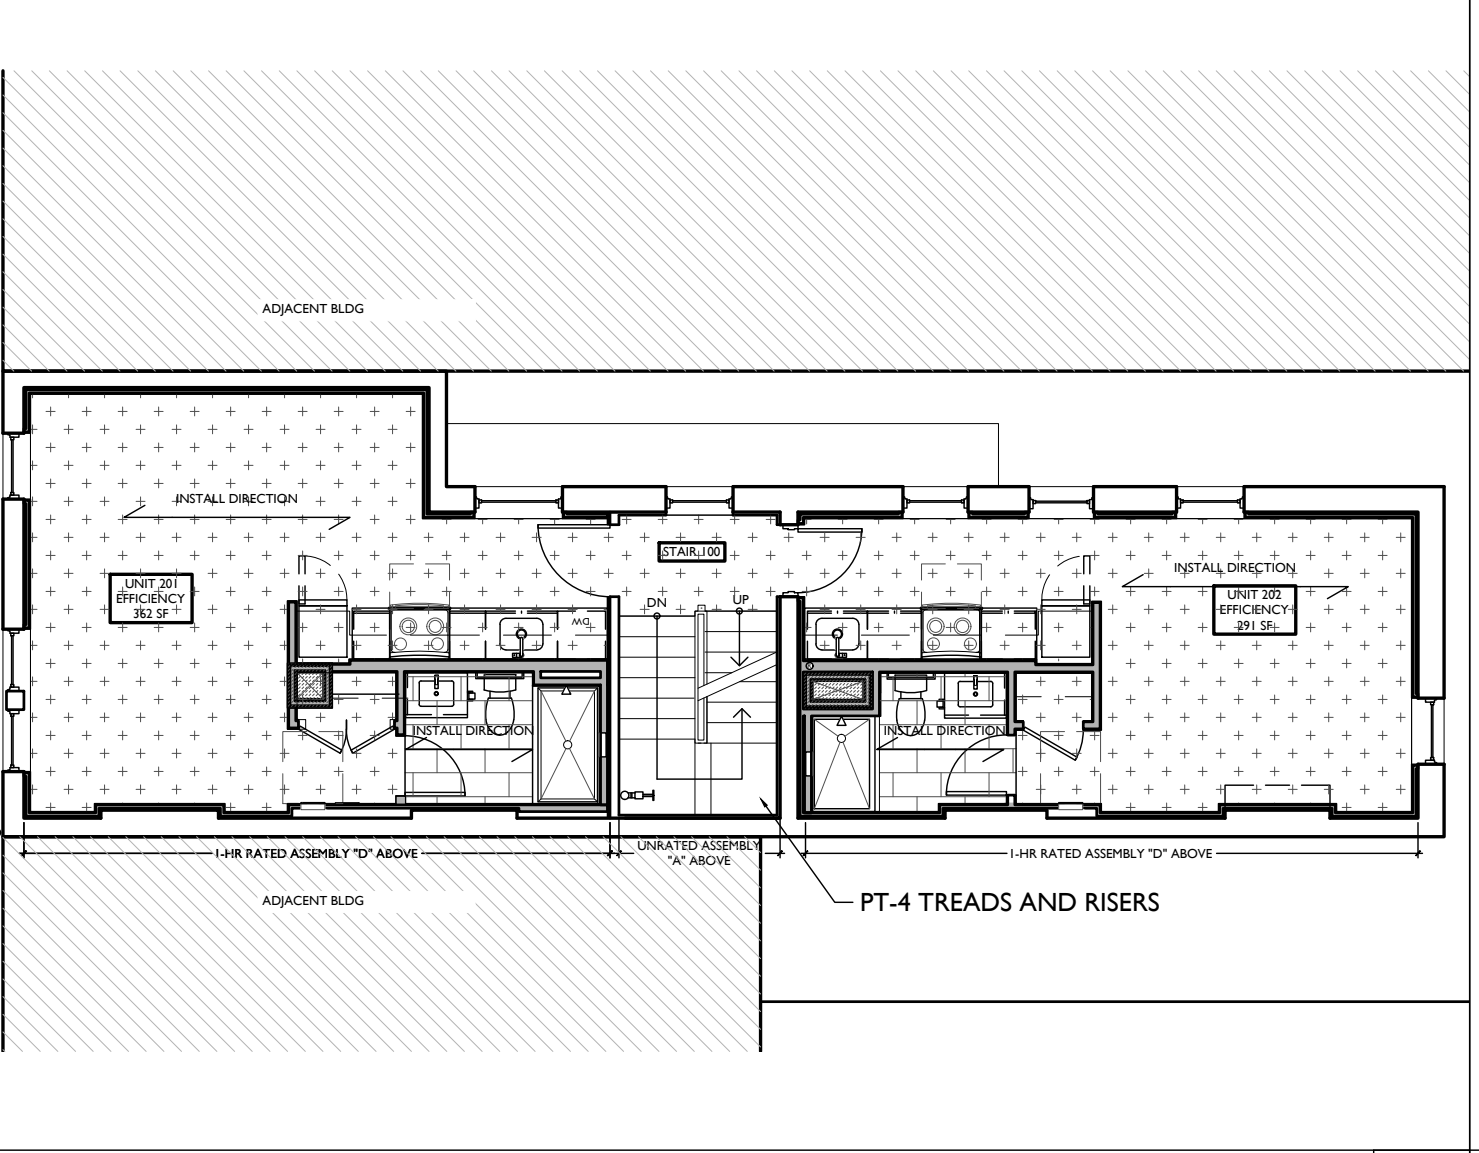 ADJACENT BLDG
INSTALL DIRECTION
STAIR 100
INSTALL DIRECTION
UNIT 201
EFFICIENCY
362 SF
UNIT 202
EFFICIENCY
291 SF
DN
UP
DW
INSTALL DIRECTION
INSTALL DIRECTION
1-HR RATED ASSEMBLY "D" ABOVE
UNRATED ASSEMBLY
"A" ABOVE
1-HR RATED ASSEMBLY "D" ABOVE
ADJACENT BLDG
PT-4 TREADS AND RISERS